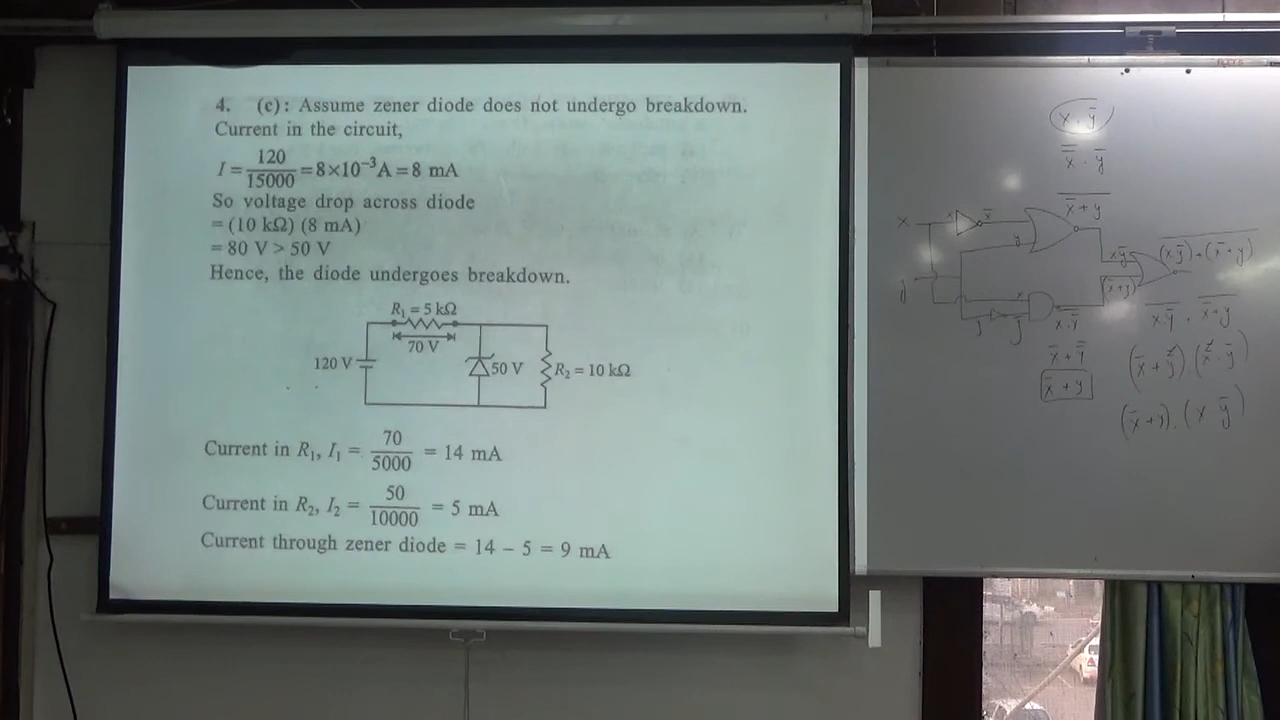 4. (c): Assume zener diode does not undergo breakdown.
Current in the circuit,
I = 120/15000 = 8×10⁻³A = 8 mA
So voltage drop across diode
= (10 kΩ) (8 mA)
= 80 V > 50 V
Hence, the diode undergoes breakdown.
R₁ = 5 kΩ
70 V
120 V
50 V
R₂ = 10 kΩ
Current in R₁, I₁ = 70/5000 = 14 mA
Current in R₂, I₂ = 50/10000 = 5 mA
Current through zener diode = 14 − 5 = 9 mA
x . y̅
x̿ . y̅
x̅ + y
x
x̅
y
x̅ + y